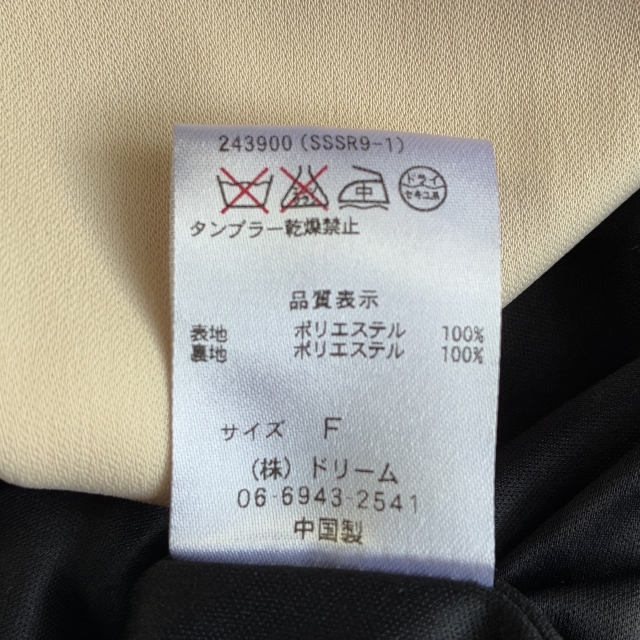 243900(SSSR9-1)
中 ドライ セキユ系
タンブラー乾燥禁止
品質表示
表地 ポリエステル 100%
裏地 ポリエステル 100%
サイズ F
(株)ドリーム
06-6943-2541
中国製